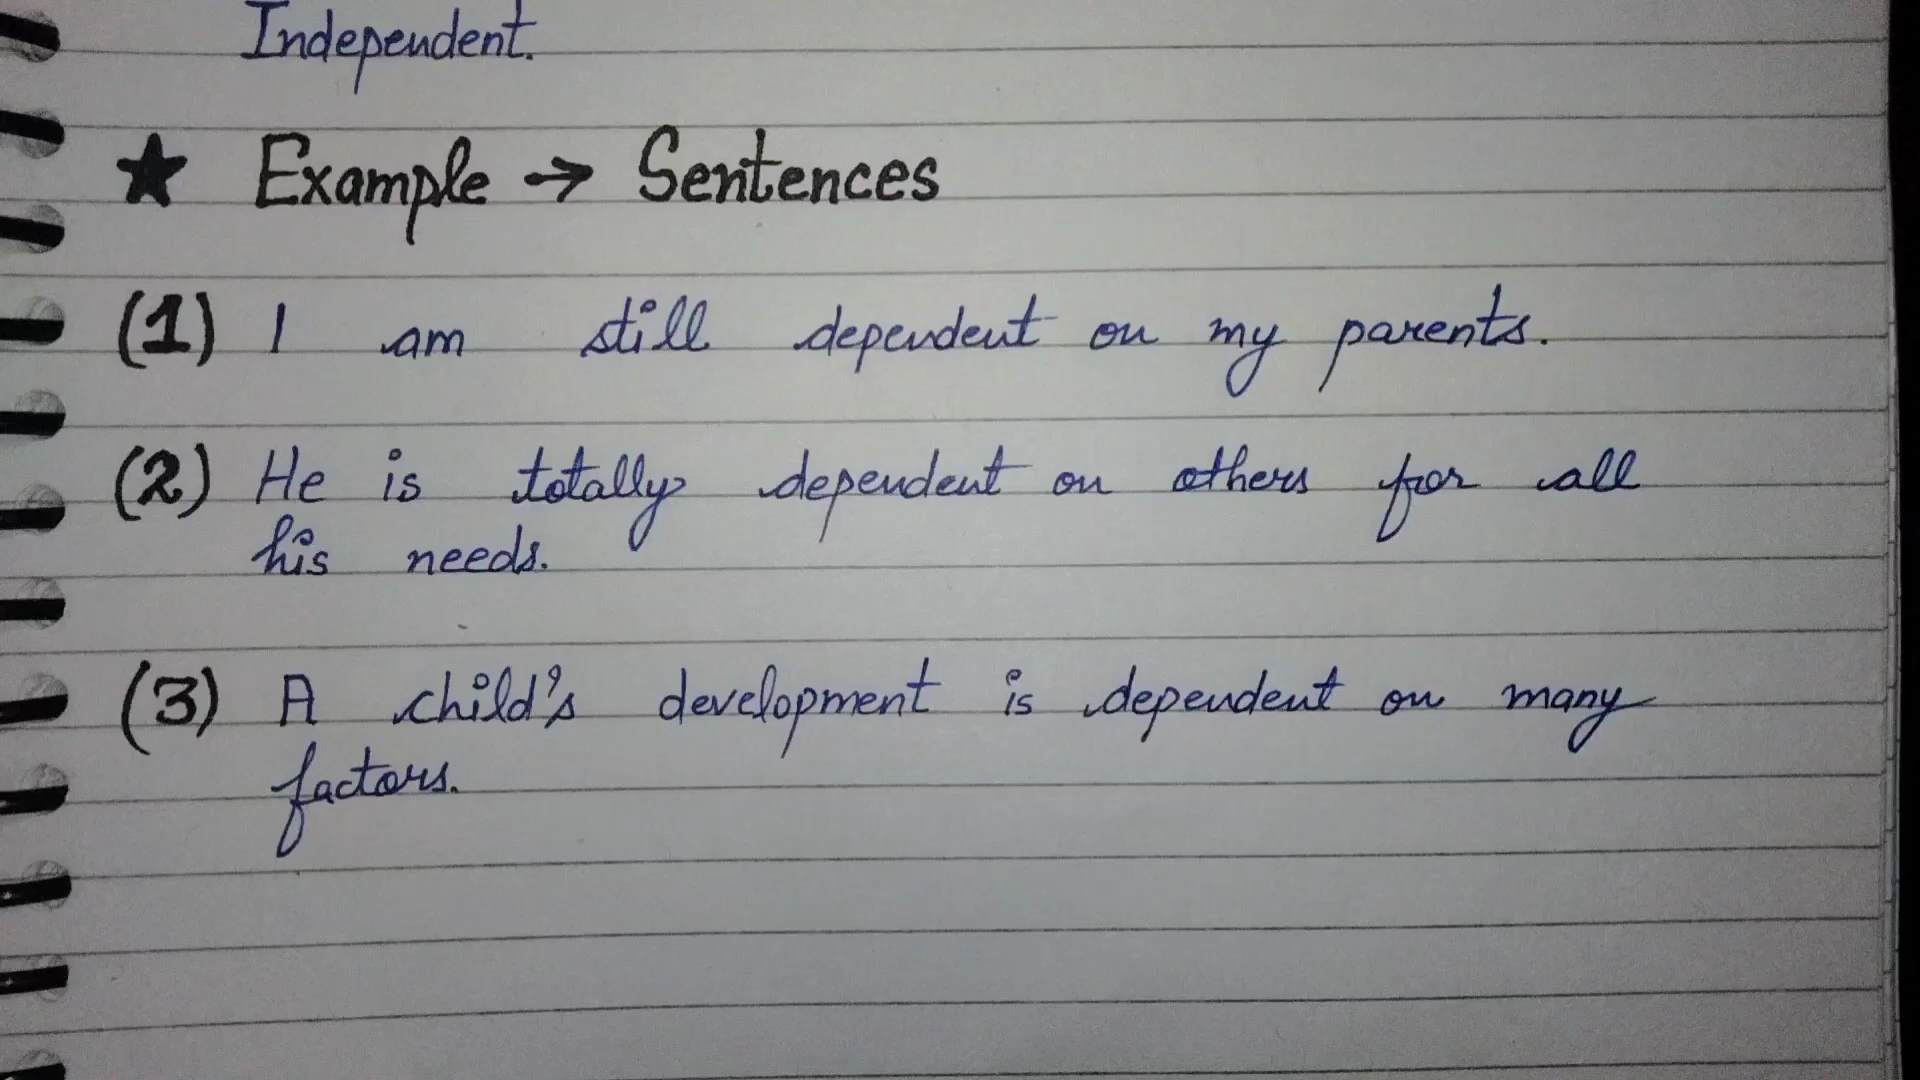 Independent.
★ Example → Sentences
(1) I am still dependent on my parents.
(2) He is totally dependent on others for all
his needs.
(3) A child's development is dependent on many
factors.